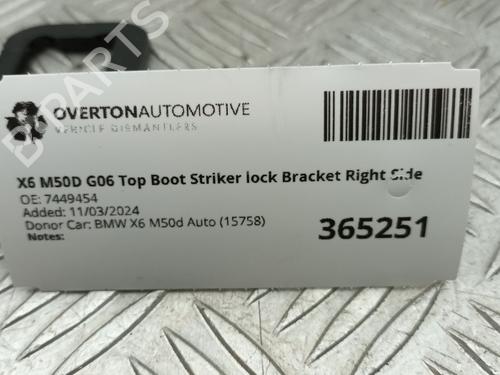 OVERTONAUTOMOTIVE
VEHICLE DISMANTLERS
X6 M50D G06 Top Boot Striker lock Bracket Right Side
OE: 7449454
Added: 11/03/2024
Donor Car: BMW X6 M50d Auto (15758)
Notes:
365251
B-PARTS